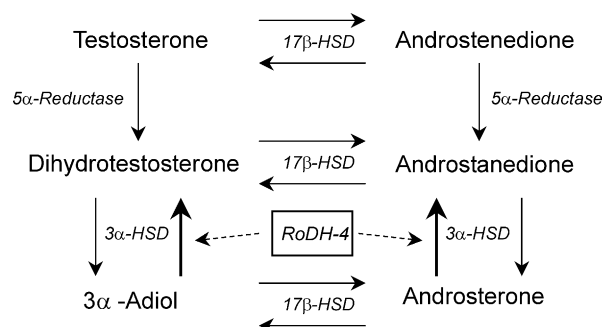 Testosterone 17β-HSD Androstenedione
5α-Reductase 5α-Reductase
Dihydrotestosterone 17β-HSD Androstanedione
3α-HSD RoDH-4 3α-HSD
3α -Adiol 17β-HSD Androsterone